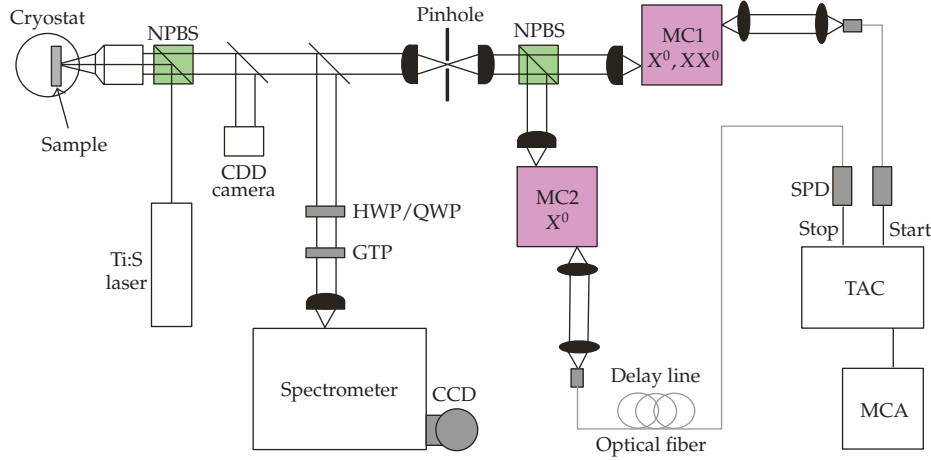 Cryostat
NPBS
Pinhole
NPBS
MC1
X⁰, XX⁰
Sample
CDD
camera
MC2
X⁰
SPD
HWP/QWP
Stop
Start
GTP
Ti:S
laser
TAC
Spectrometer
CCD
Delay line
Optical fiber
MCA